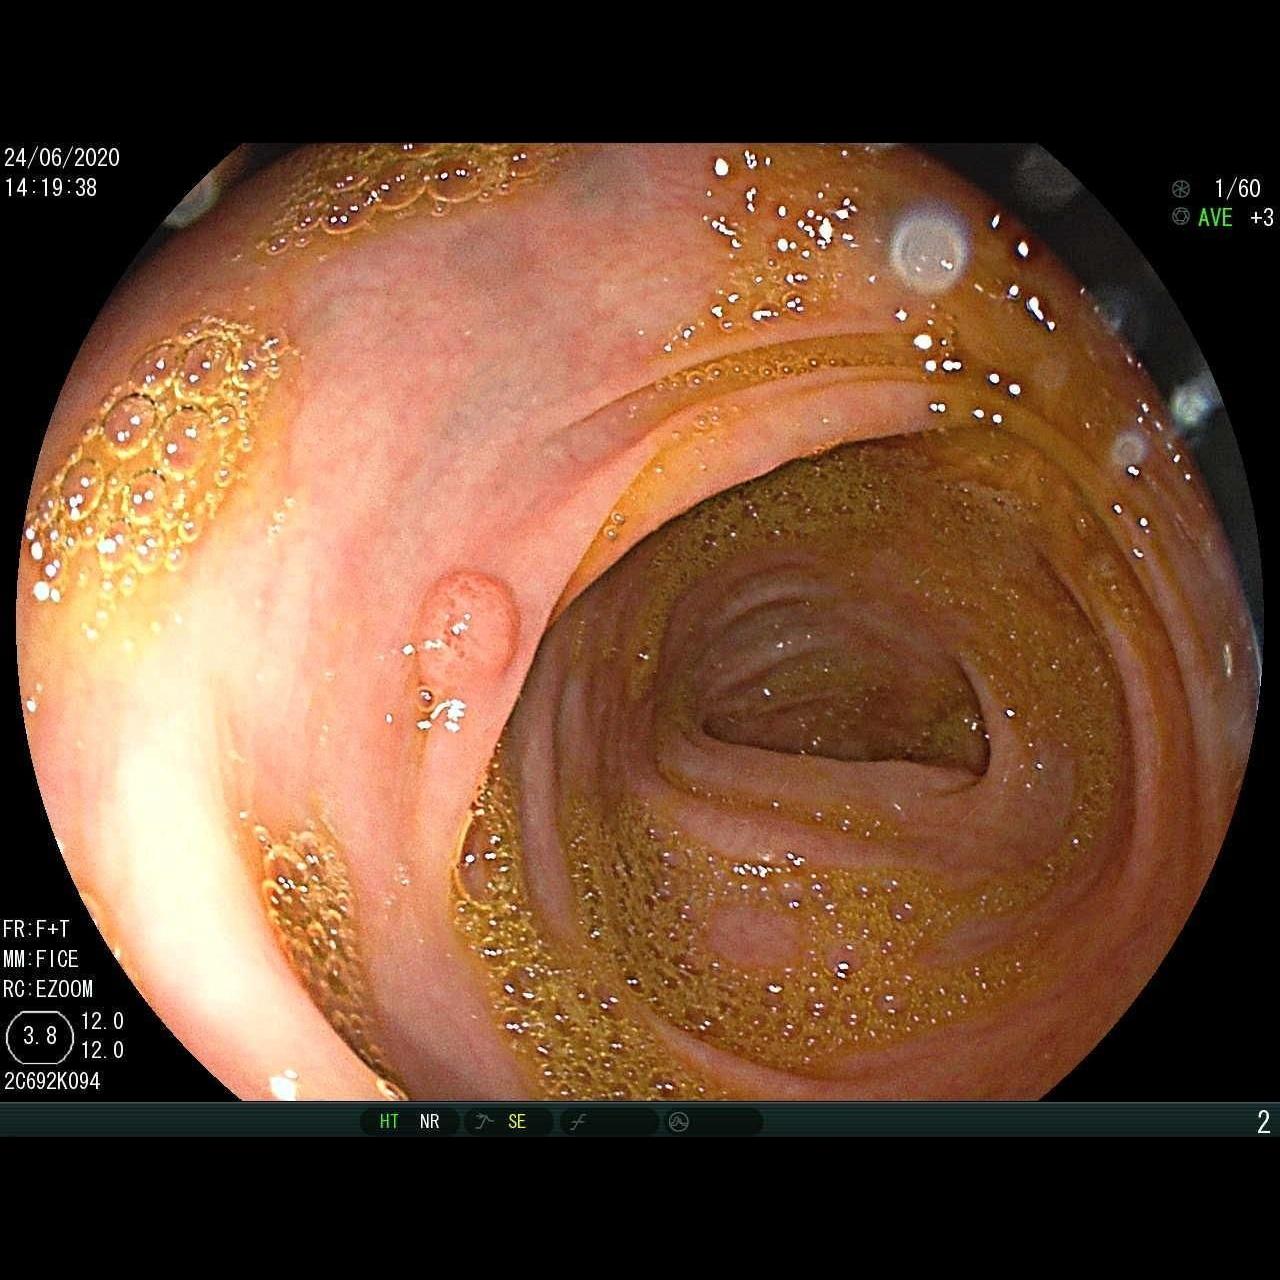 24/06/2020
14:19:38
1/60
AVE +3
FR:F+T
MM:FICE
RC:EZOOM
3.8 12.0
12.0
2C692K094
HT NR SE
2